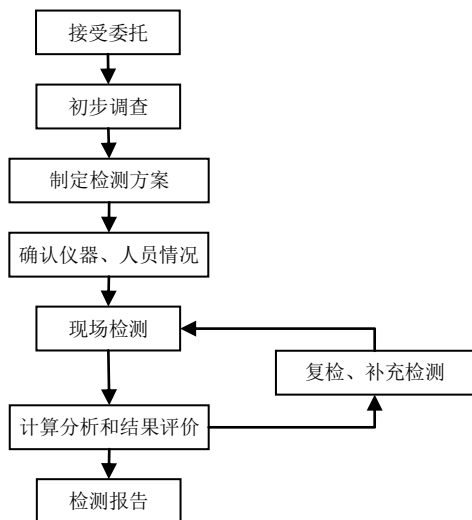 接受委托
初步调查
制定检测方案
确认仪器、人员情况
现场检测
复检、补充检测
计算分析和结果评价
检测报告